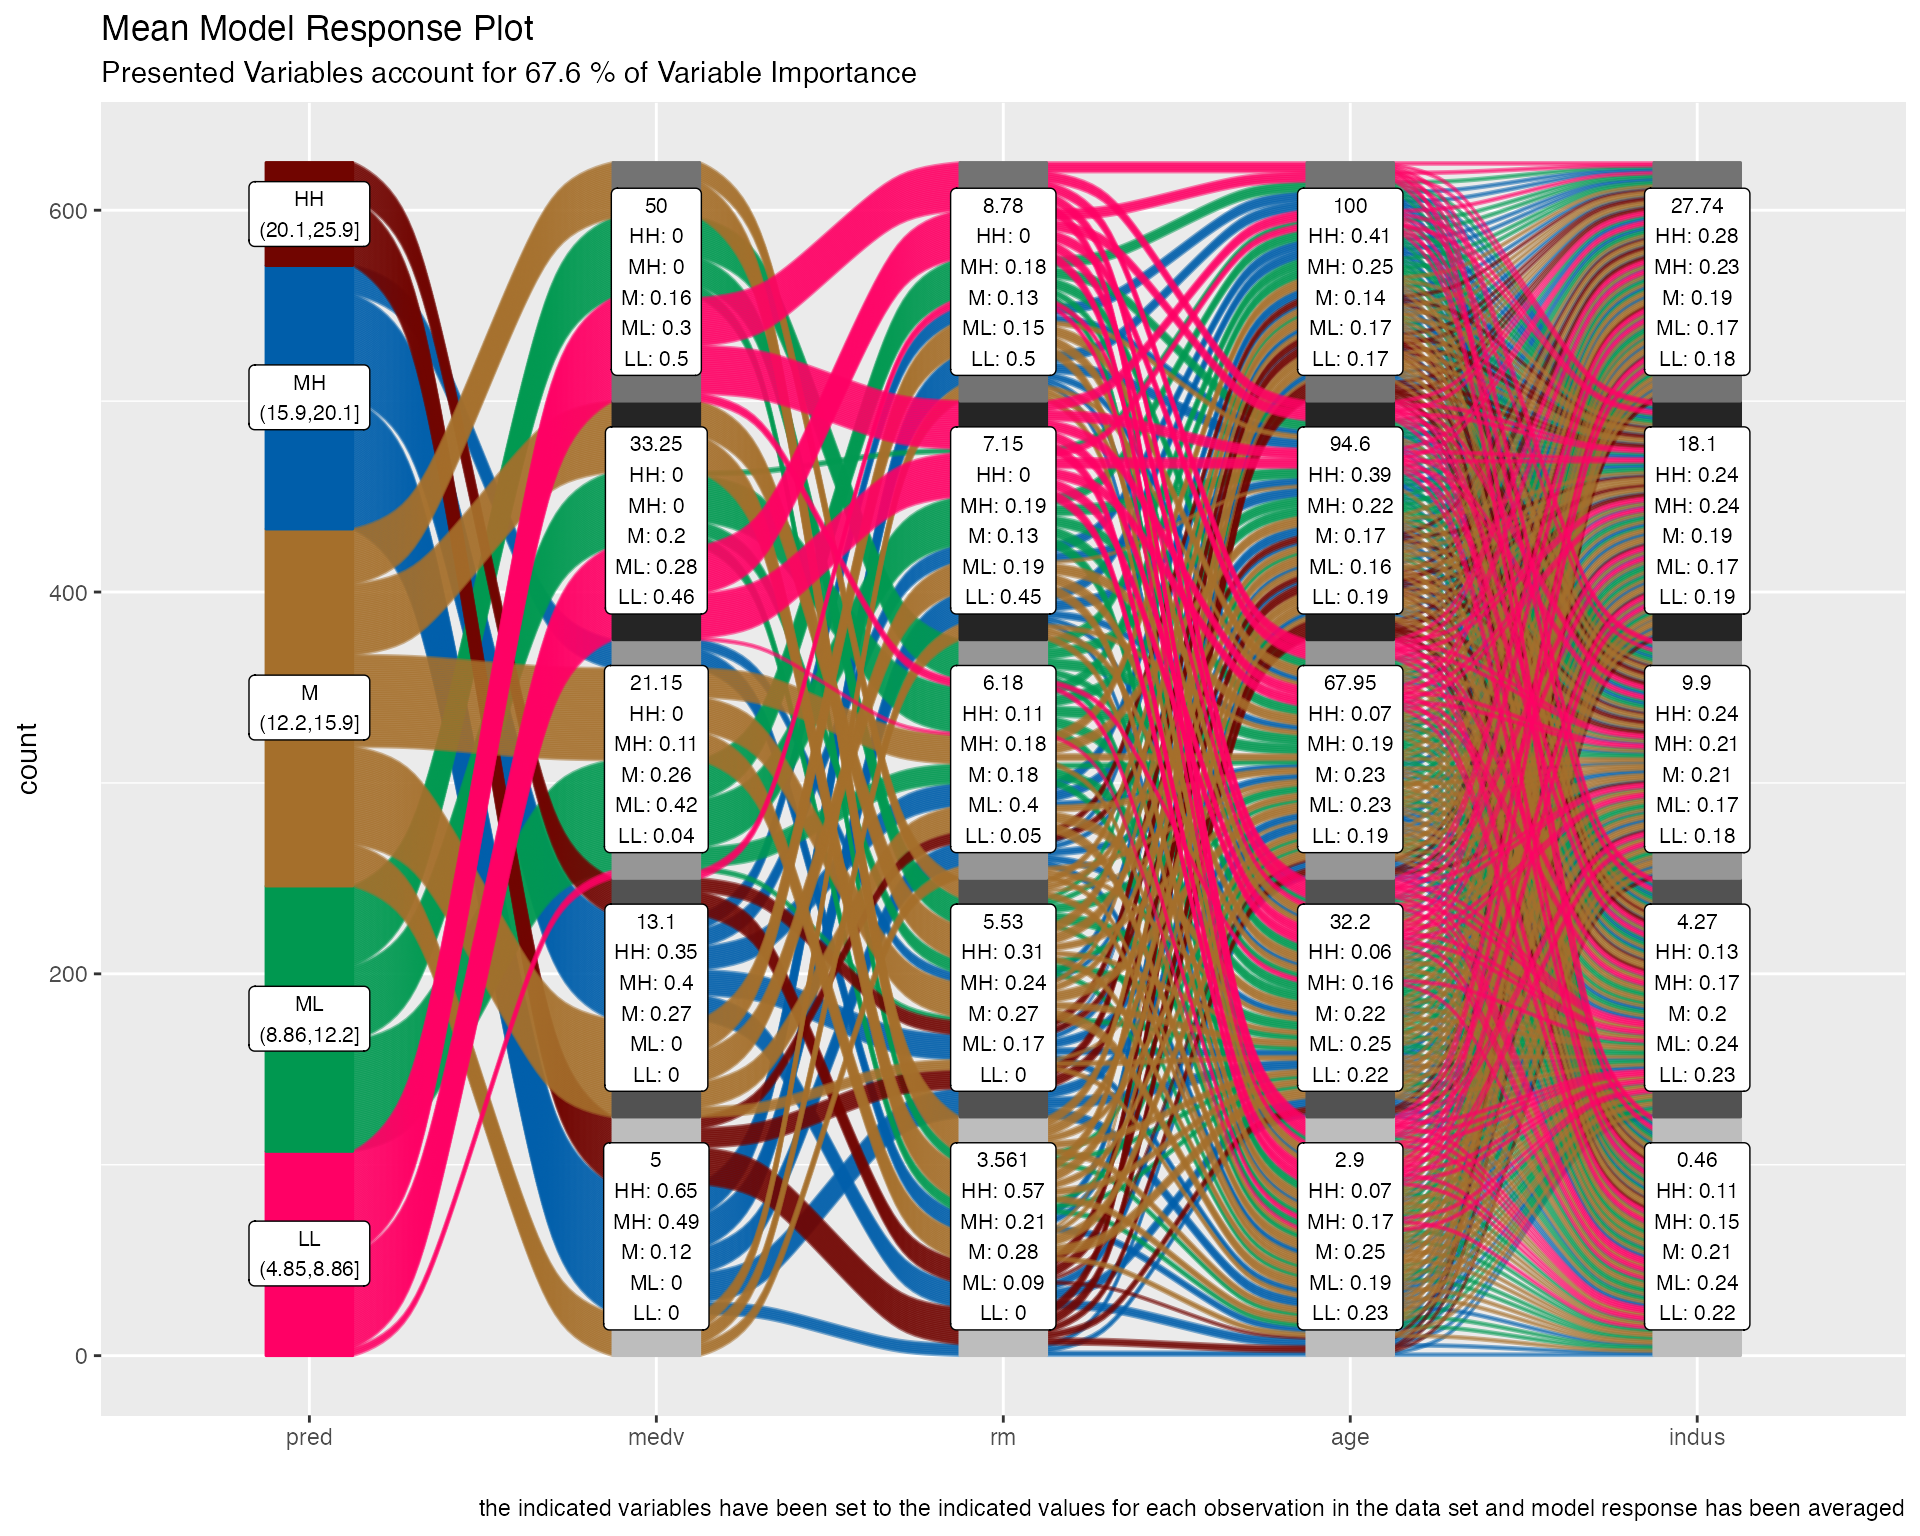 Mean Model Response Plot
Presented Variables account for 67.6 % of Variable Importance
count
600
400
200
0
HH
(20.1,25.9]
MH
(15.9,20.1]
M
(12.2,15.9]
ML
(8.86,12.2]
LL
(4.85,8.86]
50
HH: 0
MH: 0
M: 0.16
ML: 0.3
LL: 0.5
33.25
HH: 0
MH: 0
M: 0.2
ML: 0.28
LL: 0.46
21.15
HH: 0
MH: 0.11
M: 0.26
ML: 0.42
LL: 0.04
13.1
HH: 0.35
MH: 0.4
M: 0.27
ML: 0
LL: 0
5
HH: 0.65
MH: 0.49
M: 0.12
ML: 0
LL: 0
8.78
HH: 0
MH: 0.18
M: 0.13
ML: 0.15
LL: 0.5
7.15
HH: 0
MH: 0.19
M: 0.13
ML: 0.19
LL: 0.45
6.18
HH: 0.11
MH: 0.18
M: 0.18
ML: 0.4
LL: 0.05
5.53
HH: 0.31
MH: 0.24
M: 0.27
ML: 0.17
LL: 0
3.561
HH: 0.57
MH: 0.21
M: 0.28
ML: 0.09
LL: 0
100
HH: 0.41
MH: 0.25
M: 0.14
ML: 0.17
LL: 0.17
94.6
HH: 0.39
MH: 0.22
M: 0.17
ML: 0.16
LL: 0.19
67.95
HH: 0.07
MH: 0.19
M: 0.23
ML: 0.23
LL: 0.19
32.2
HH: 0.06
MH: 0.16
M: 0.22
ML: 0.25
LL: 0.22
2.9
HH: 0.07
MH: 0.17
M: 0.25
ML: 0.19
LL: 0.23
27.74
HH: 0.28
MH: 0.23
M: 0.19
ML: 0.17
LL: 0.18
18.1
HH: 0.24
MH: 0.24
M: 0.19
ML: 0.17
LL: 0.19
9.9
HH: 0.24
MH: 0.21
M: 0.21
ML: 0.17
LL: 0.18
4.27
HH: 0.13
MH: 0.17
M: 0.2
ML: 0.24
LL: 0.23
0.46
HH: 0.11
MH: 0.15
M: 0.21
ML: 0.24
LL: 0.22
pred
medv
rm
age
indus
the indicated variables have been set to the indicated values for each observation in the data set and model response has been averaged